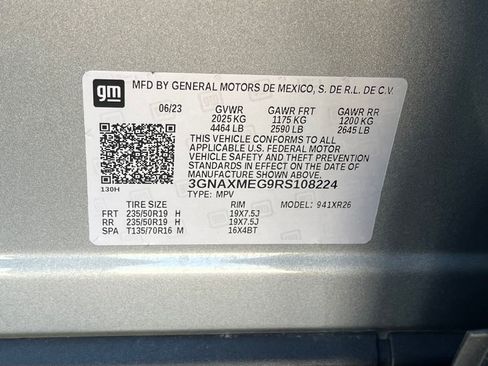 gm
MFD BY GENERAL MOTORS DE MEXICO, S. DE R.L. DE C.V.
06/23 GVWR GAWR FRT GAWR RR
2025 KG 1175 KG 1200 KG
4464 LB 2590 LB 2645 LB
THIS VEHICLE CONFORMS TO ALL
APPLICABLE U.S. FEDERAL MOTOR
VEHICLE SAFETY AND THEFT PREVENTION
STANDARDS IN EFFECT ON THE DATE OF
MANUFACTURE SHOWN ABOVE.
3GNAXMEG9RS108224
130H TYPE: MPV
TIRE SIZE RIM MODEL: 941XR26
FRT 235/50R19 H 19X7.5J
RR 235/50R19 H 19X7.5J
SPA T135/70R16 M 16X4BT